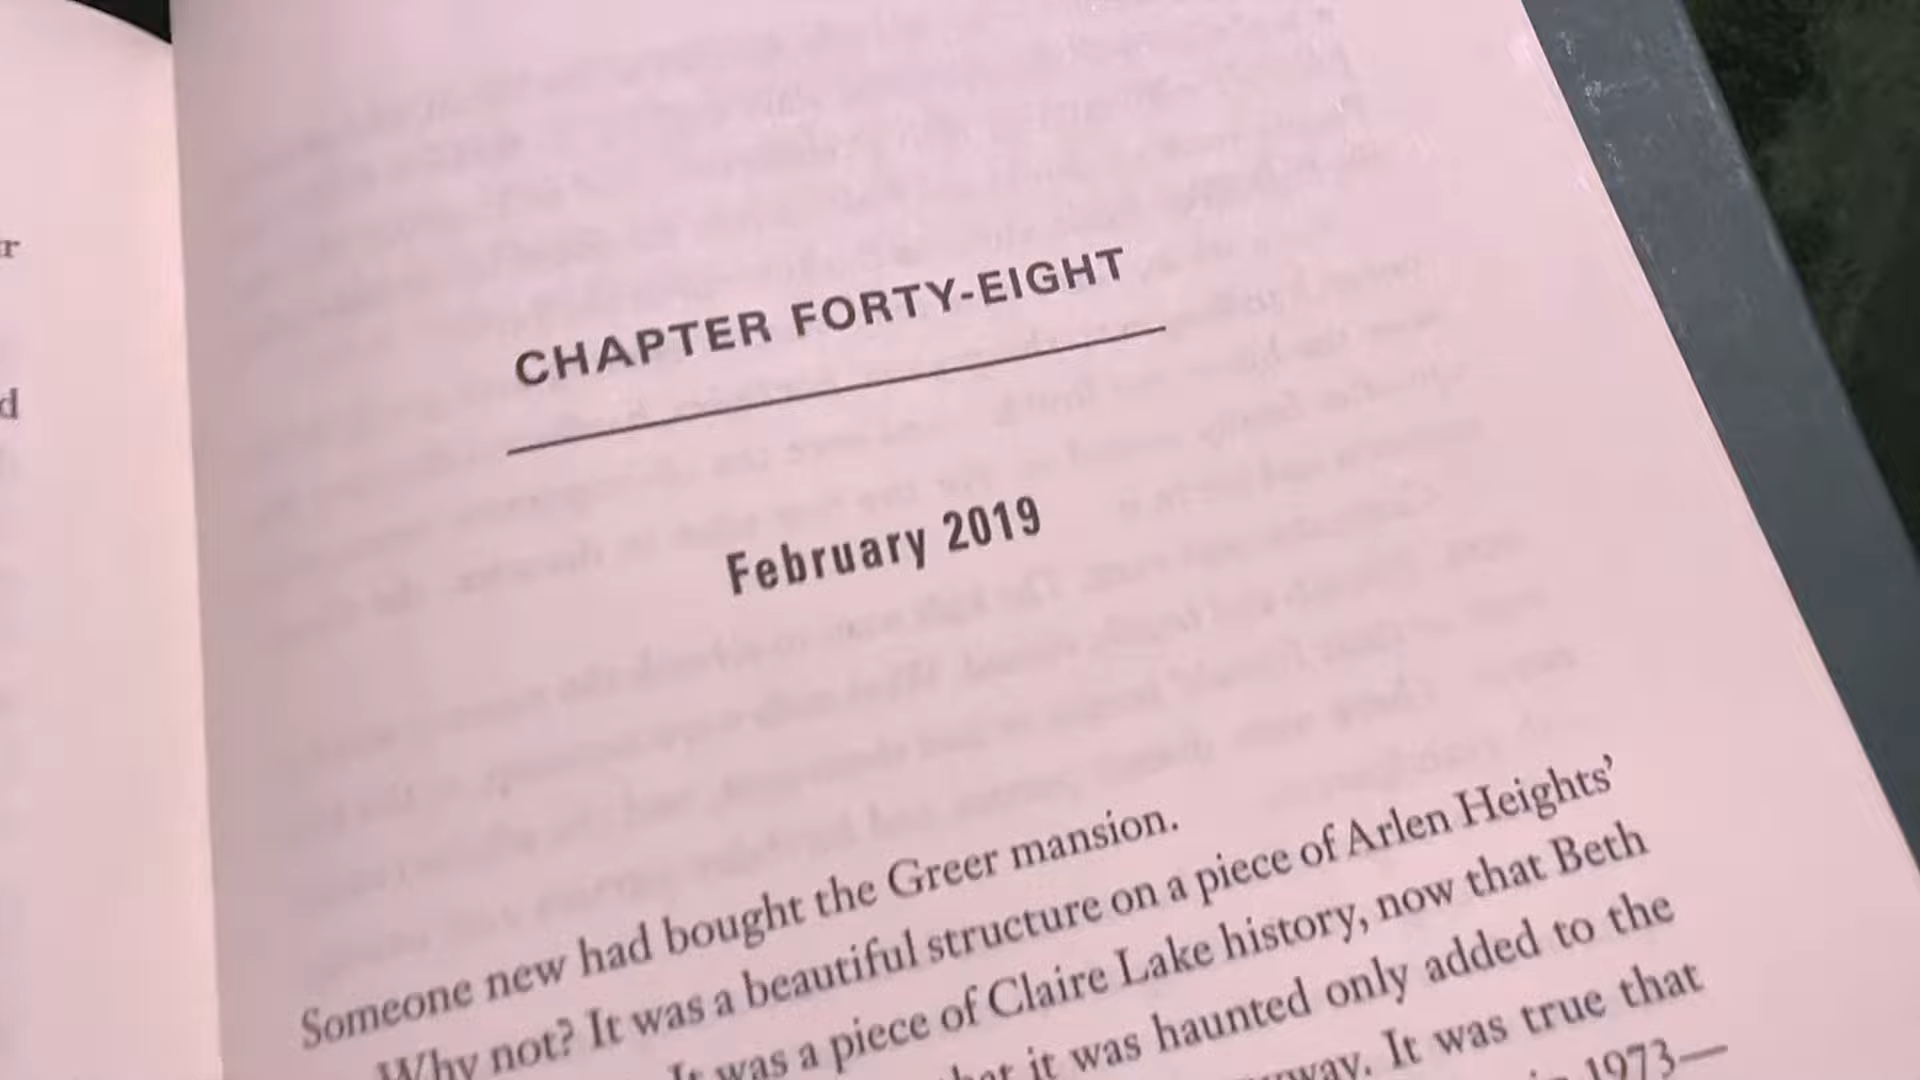 r
d
CHAPTER FORTY-EIGHT
February 2019
Someone new had bought the Greer mansion.
Why not? It was a beautiful structure on a piece of Arlen Heights’
It was a piece of Claire Lake history, now that Beth
that it was haunted only added to the
It was true that
in 1973—